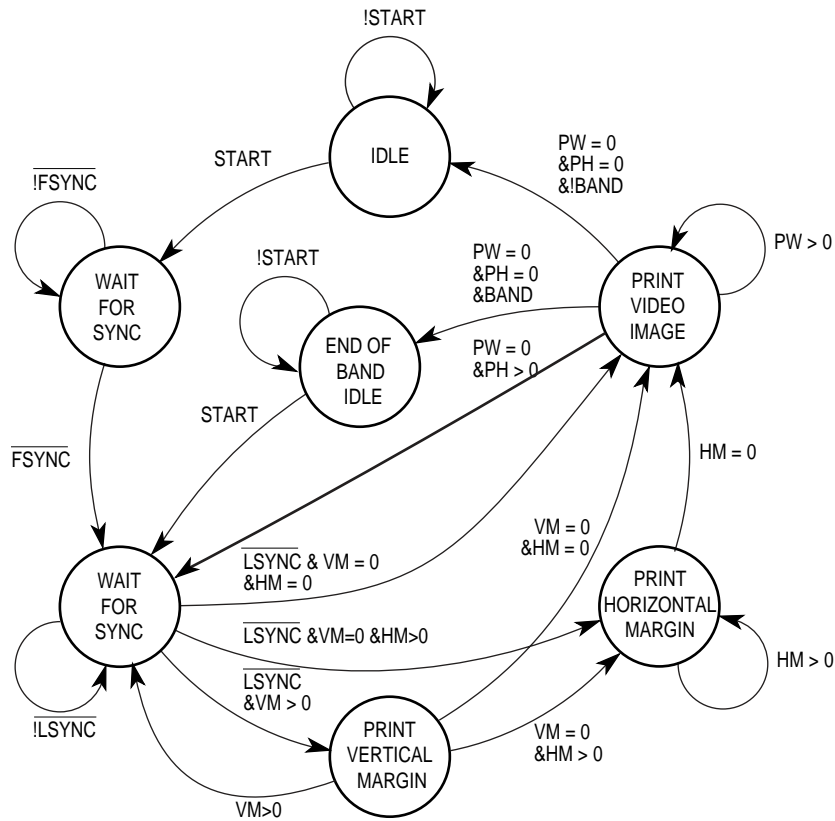 !START
IDLE
START
PW = 0
&PH = 0
&!BAND
!FSYNC
WAIT
FOR
SYNC
!START
PW = 0
&PH = 0
&BAND
PRINT
VIDEO
IMAGE
PW > 0
END OF
BAND
IDLE
PW = 0
&PH > 0
START
FSYNC
HM = 0
WAIT
FOR
SYNC
LSYNC & VM = 0
&HM = 0
VM = 0
&HM = 0
PRINT
HORIZONTAL
MARGIN
LSYNC &VM=0 &HM>0
HM > 0
LSYNC
&VM > 0
!LSYNC
PRINT
VERTICAL
MARGIN
VM = 0
&HM > 0
VM>0